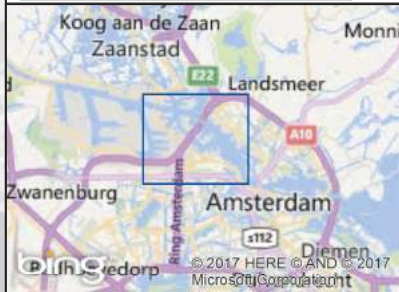 Koog aan de Zaan
Zaanstad
Monni
d
E22
Landsmeer
A10
Ring Amsterdam
Zwanenburg
Amsterdam
s112
Diemen
bing
© 2017 HERE © AND © 2017
Microsoft Corporation